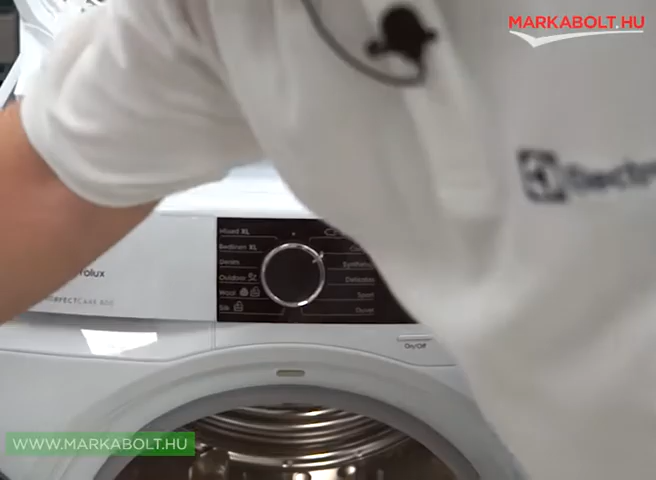 MARKABOLT.HU
Mixed XL
Bedlinen XL
Denim
Outdoor
Wool
Silk
Synthetics
Delicates
Sport
Duvet
On/Off
PERFECTCARE 800
WWW.MARKABOLT.HU